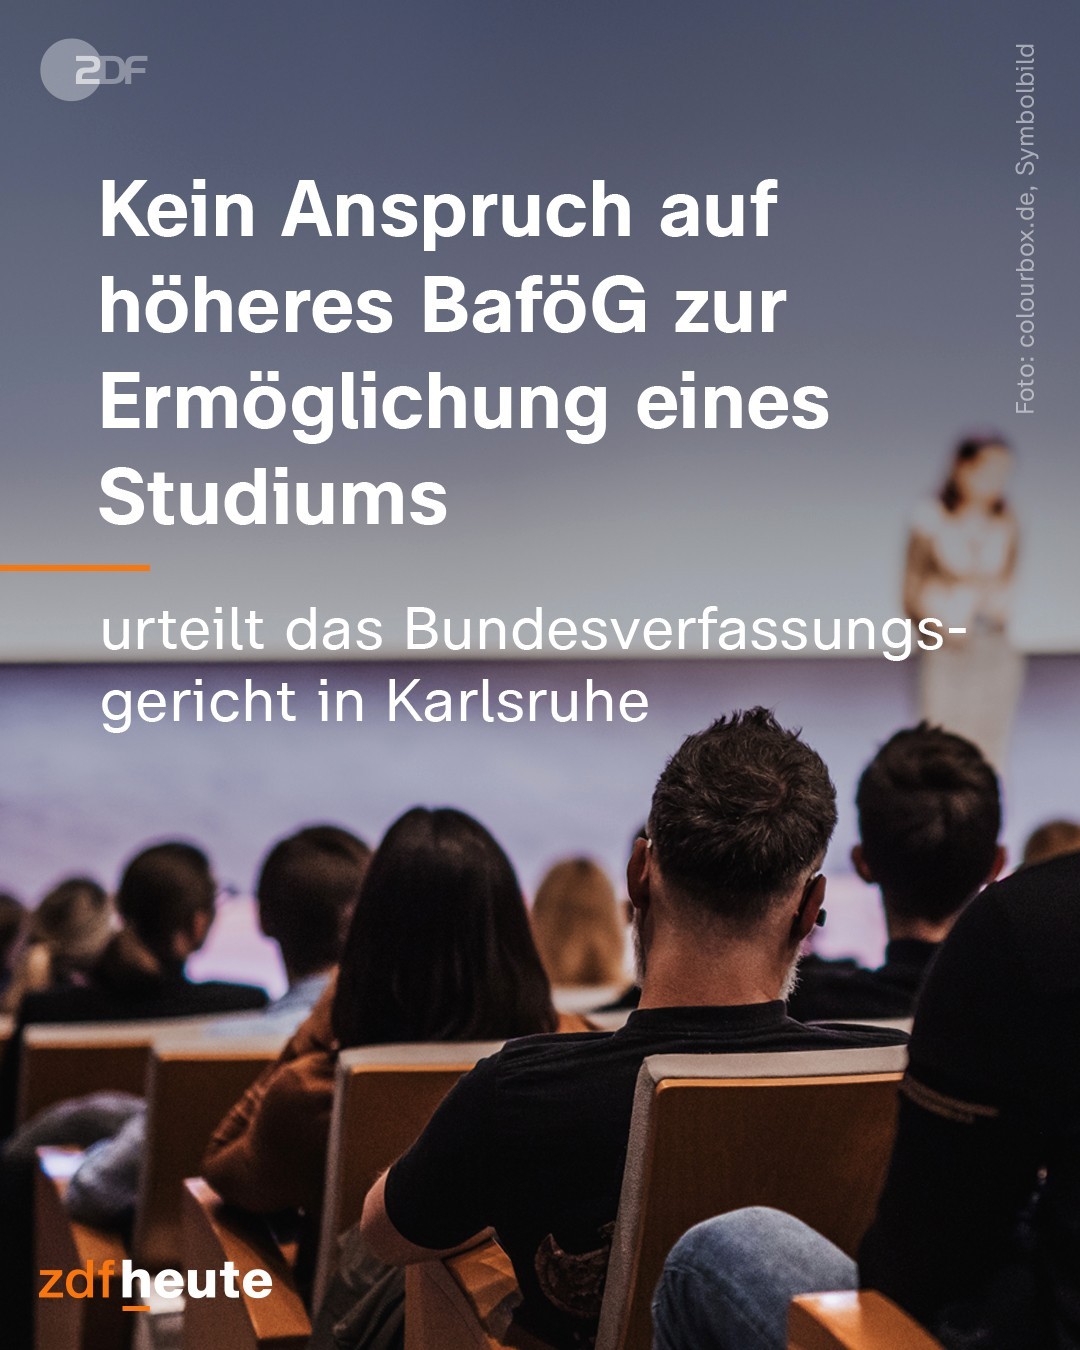 ZDF
Foto: colourbox.de, Symbolbild
Kein Anspruch auf
höheres BaföG zur
Ermöglichung eines
Studiums
urteilt das Bundesverfassungs-
gericht in Karlsruhe
zdfheute